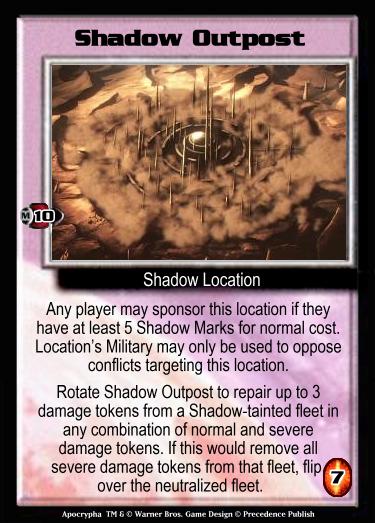 Shadow Outpost
M 10
Shadow Location
Any player may sponsor this location if they
have at least 5 Shadow Marks for normal cost.
Location's Military may only be used to oppose
conflicts targeting this location.
Rotate Shadow Outpost to repair up to 3
damage tokens from a Shadow-tainted fleet in
any combination of normal and severe
damage tokens. If this would remove all
severe damage tokens from that fleet, flip
over the neutralized fleet.
7
Apocrypha TM & © Warner Bros. Game Design © Precedence Publish